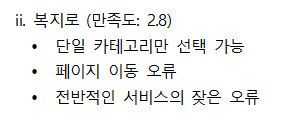 ii. 복지로 (만족도: 2.8)
• 단일 카테고리만 선택 가능
• 페이지 이동 오류
• 전반적인 서비스의 잦은 오류